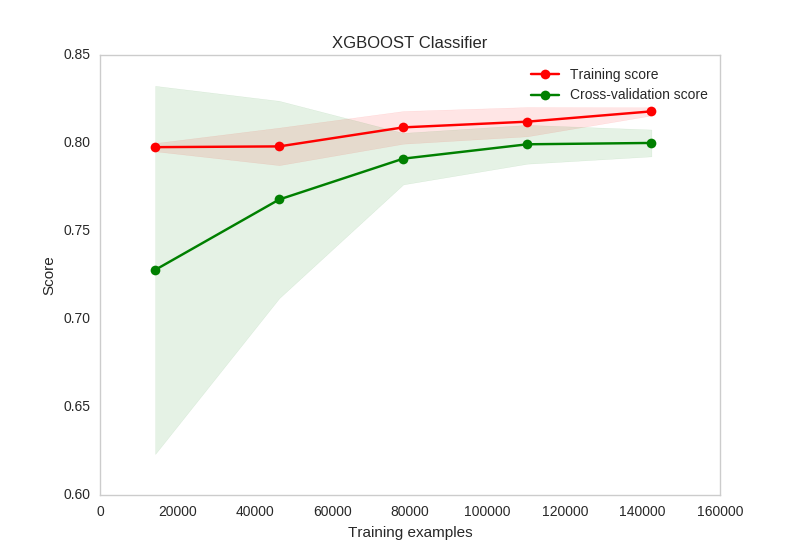 XGBOOST Classifier
0.85
0.80
0.75
0.70
0.65
0.60
Score
Training score
Cross-validation score
0 20000 40000 60000 80000 100000 120000 140000 160000
Training examples